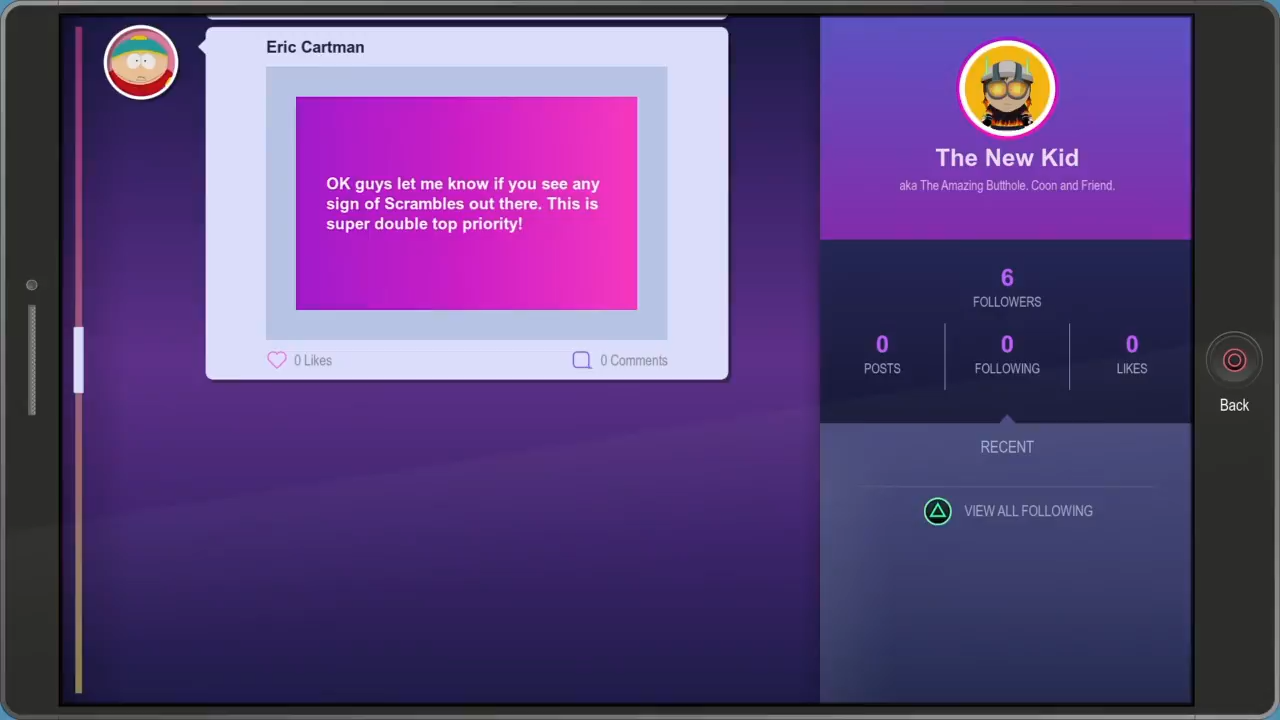 Eric Cartman
OK guys let me know if you see any
sign of Scrambles out there. This is
super double top priority!
0 Likes
0 Comments
The New Kid
aka The Amazing Butthole. Coon and Friend.
6
FOLLOWERS
0
POSTS
0
FOLLOWING
0
LIKES
RECENT
VIEW ALL FOLLOWING
Back